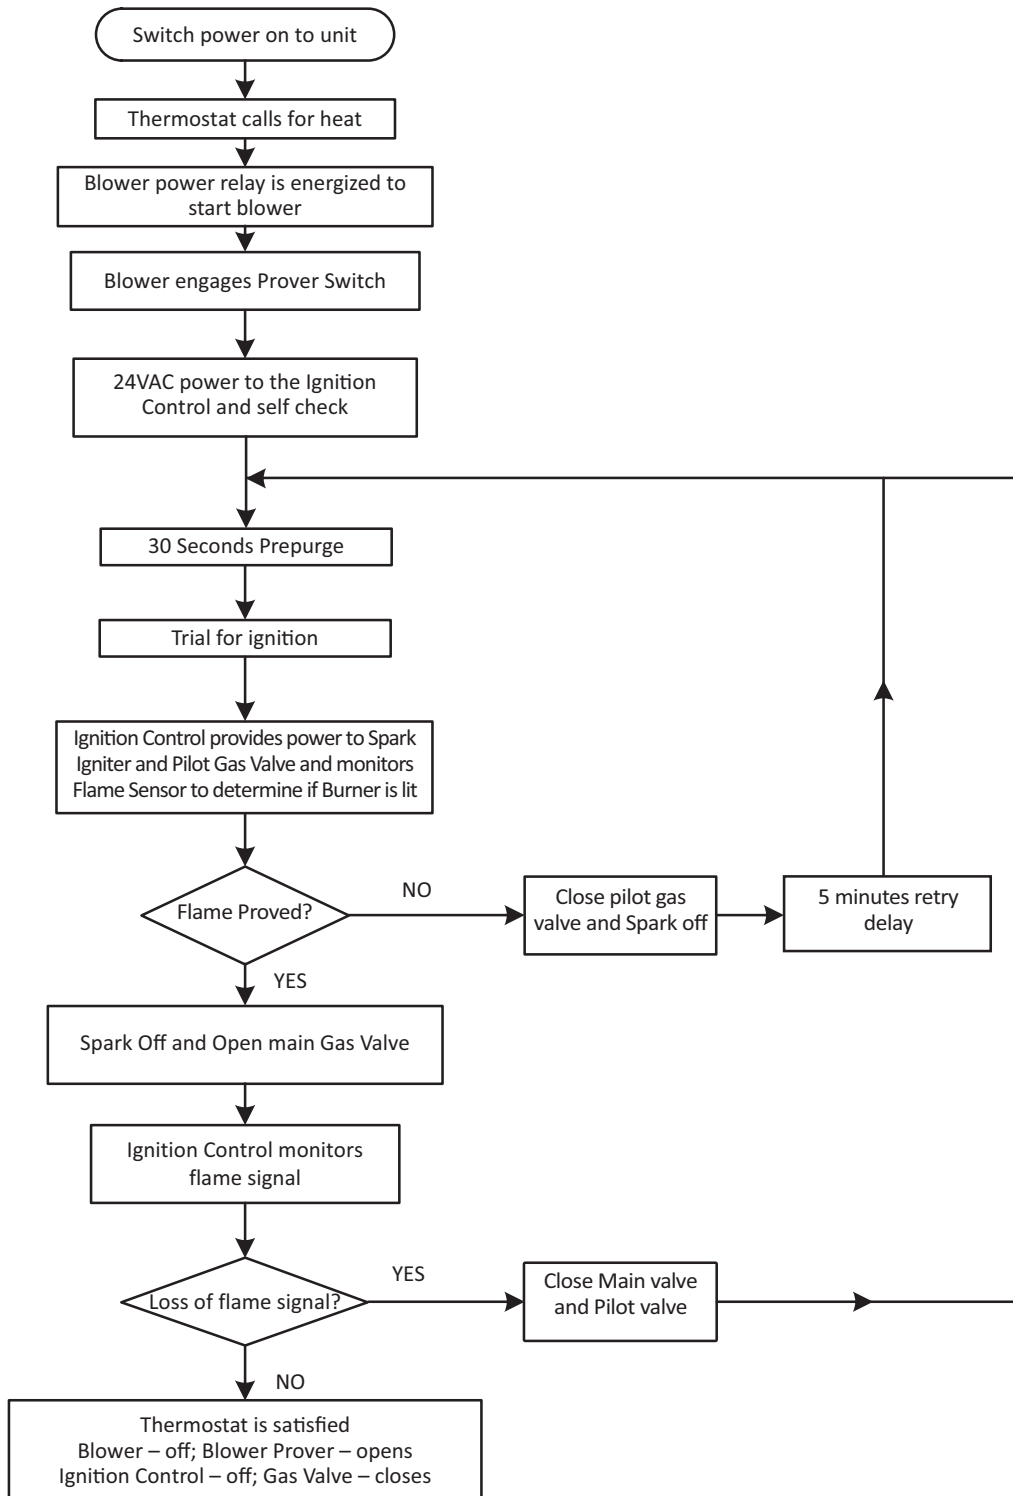 Switch power on to unit
Thermostat calls for heat
Blower power relay is energized to
start blower
Blower engages Prover Switch
24VAC power to the Ignition
Control and self check
30 Seconds Prepurge
Trial for ignition
Ignition Control provides power to Spark
Igniter and Pilot Gas Valve and monitors
Flame Sensor to determine if Burner is lit
Flame Proved?
NO
Close pilot gas
valve and Spark off
5 minutes retry
delay
YES
Spark Off and Open main Gas Valve
Ignition Control monitors
flame signal
Loss of flame signal?
YES
Close Main valve
and Pilot valve
NO
Thermostat is satisfied
Blower – off; Blower Prover – opens
Ignition Control – off; Gas Valve – closes